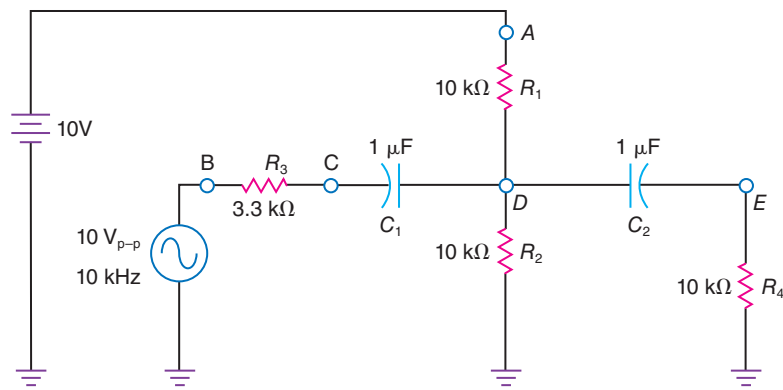 A
10 kΩ R₁
10V
1 μF
1 μF
B
R₃
C
3.3 kΩ
C₁
D
C₂
E
10 Vp–p
10 kHz
10 kΩ R₂
10 kΩ R₄